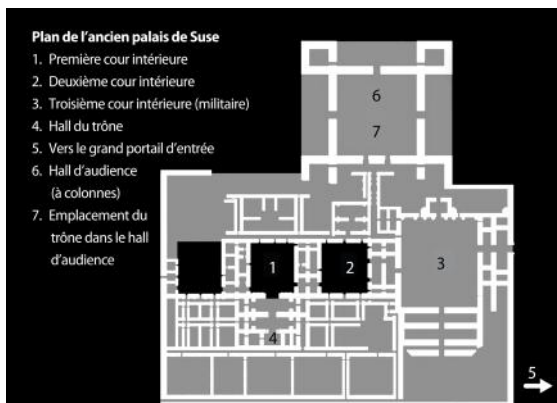 Plan de l'ancien palais de Suse
1. Première cour intérieure
2. Deuxième cour intérieure
3. Troisième cour intérieure (militaire)
4. Hall du trône
5. Vers le grand portail d'entrée
6. Hall d'audience
(à colonnes)
7. Emplacement du
trône dans le hall
d'audience
6
7
1
2
3
4
5